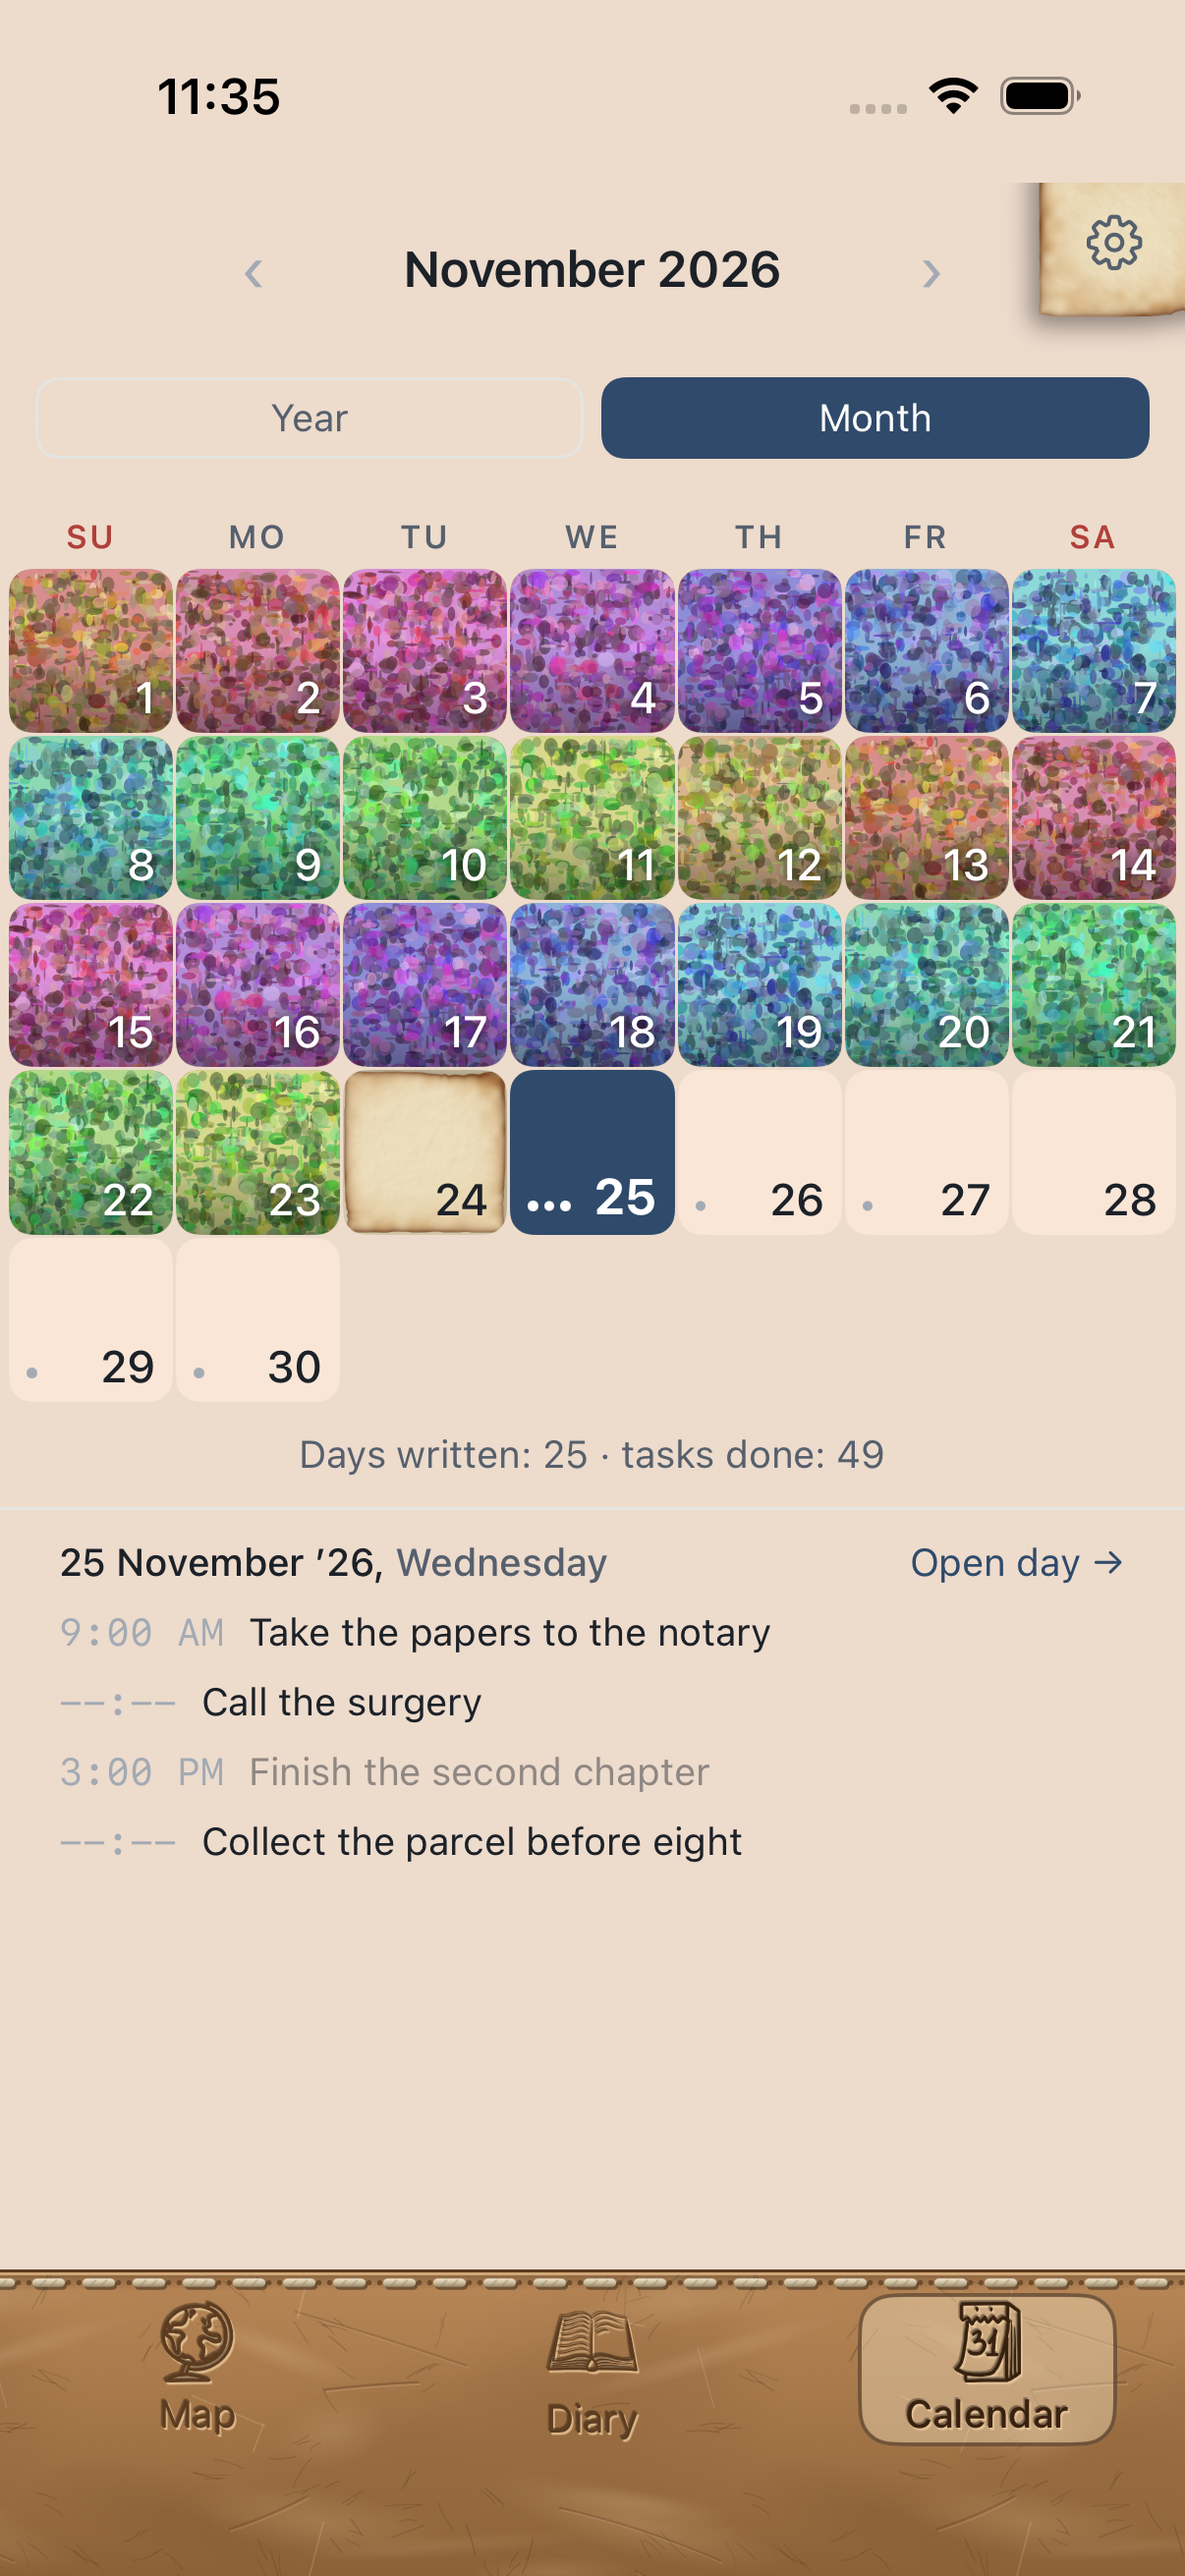 11:35
‹ November 2026 ›
Year Month
SU MO TU WE TH FR SA
1 2 3 4 5 6 7
8 9 10 11 12 13 14
15 16 17 18 19 20 21
22 23 24 ... 25 . 26 . 27 28
. 29 . 30
Days written: 25 · tasks done: 49
25 November ’26, Wednesday Open day →
9:00 AM Take the papers to the notary
––:–– Call the surgery
3:00 PM Finish the second chapter
––:–– Collect the parcel before eight
31
Map Diary Calendar